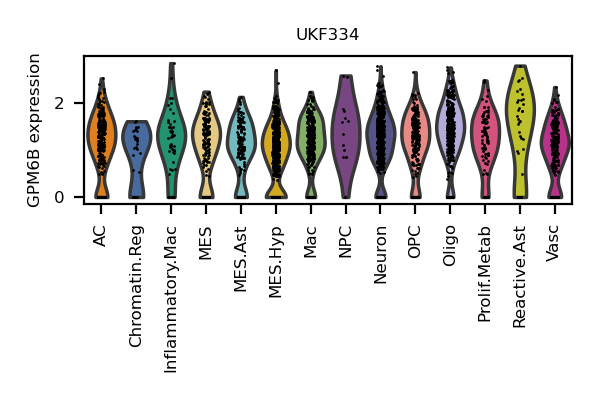 UKF334
GPM6B expression
2
0
AC
Chromatin.Reg
Inflammatory.Mac
MES
MES.Ast
MES.Hyp
Mac
NPC
Neuron
OPC
Oligo
Prolif.Metab
Reactive.Ast
Vasc